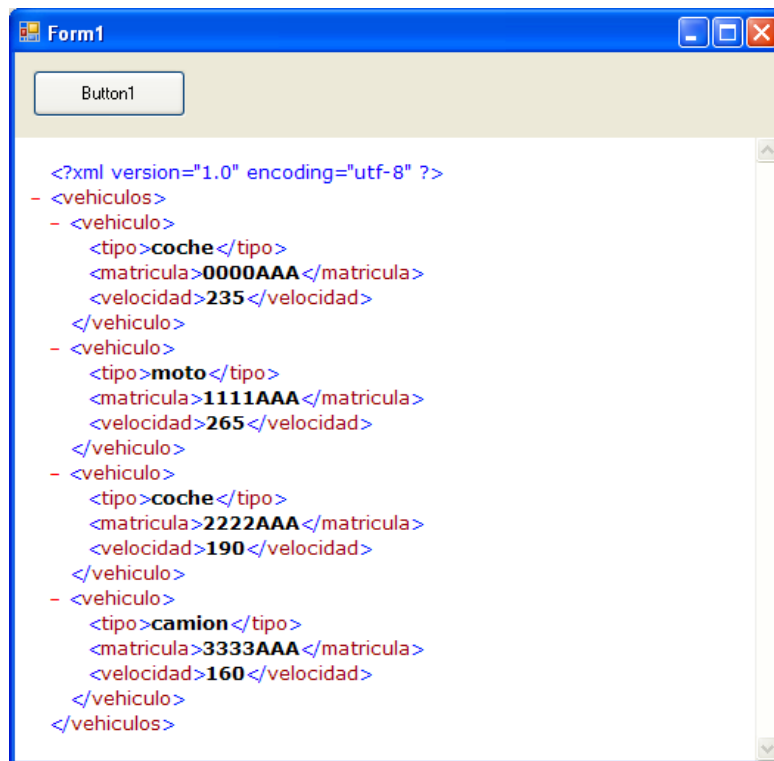 Form1
Button1
<?xml version="1.0" encoding="utf-8" ?>
- <vehiculos>
- <vehiculo>
<tipo>coche</tipo>
<matricula>0000AAA</matricula>
<velocidad>235</velocidad>
</vehiculo>
- <vehiculo>
<tipo>moto</tipo>
<matricula>1111AAA</matricula>
<velocidad>265</velocidad>
</vehiculo>
- <vehiculo>
<tipo>coche</tipo>
<matricula>2222AAA</matricula>
<velocidad>190</velocidad>
</vehiculo>
- <vehiculo>
<tipo>camion</tipo>
<matricula>3333AAA</matricula>
<velocidad>160</velocidad>
</vehiculo>
</vehiculos>